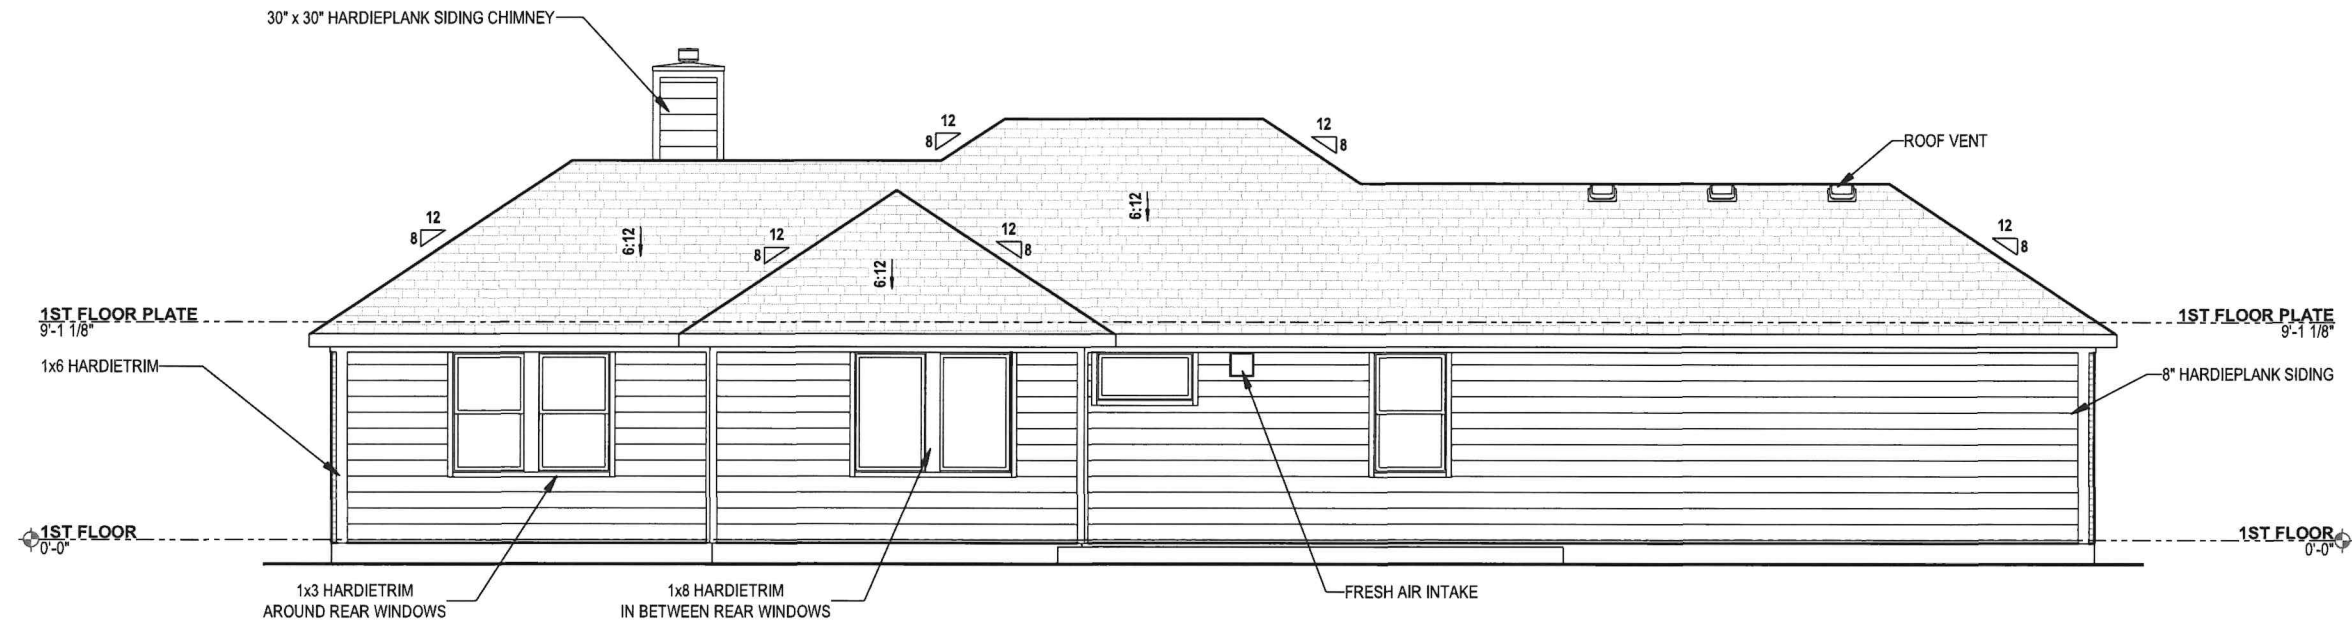 30" x 30" HARDIEPLANK SIDING CHIMNEY
12
8
12
8
ROOF VENT
6:12
12
8
6:12
12
8
12
8
12
8
6:12
1ST FLOOR PLATE
9'-1 1/8"
1ST FLOOR PLATE
9'-1 1/8"
1x6 HARDIETRIM
8" HARDIEPLANK SIDING
1ST FLOOR
0'-0"
1ST FLOOR
0'-0"
1x3 HARDIETRIM
AROUND REAR WINDOWS
1x8 HARDIETRIM
IN BETWEEN REAR WINDOWS
FRESH AIR INTAKE